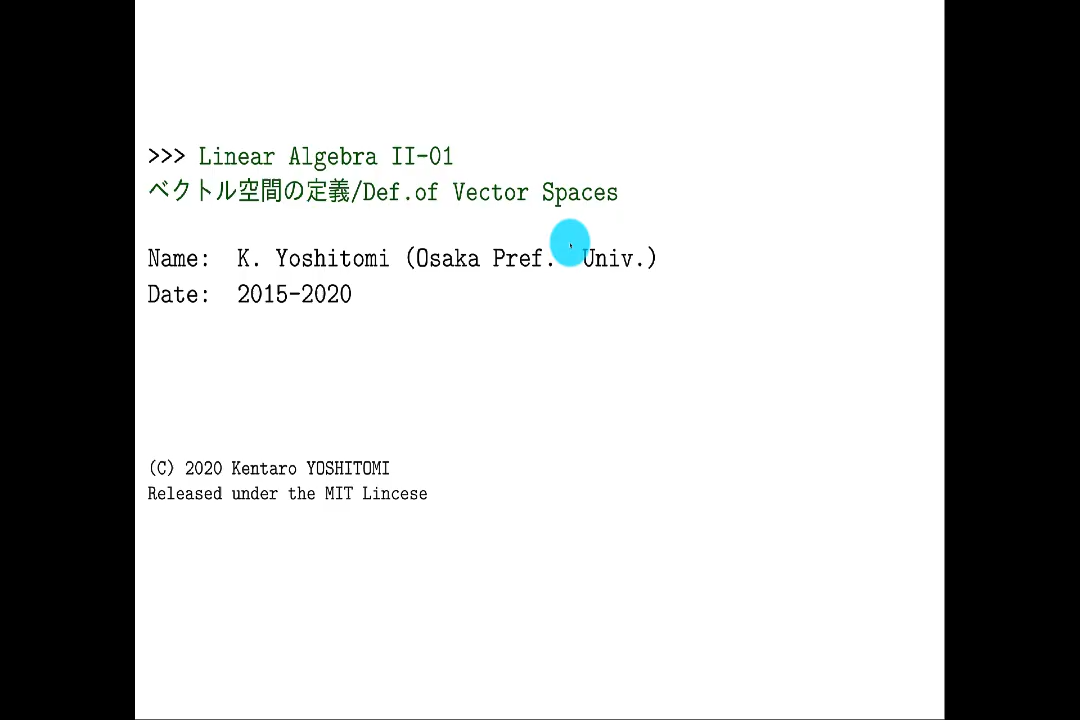 >>> Linear Algebra II-01
ベクトル空間の定義/Def.of Vector Spaces
Name: K. Yoshitomi (Osaka Pref. Univ.)
Date: 2015-2020
(C) 2020 Kentaro YOSHITOMI
Released under the MIT Lincese